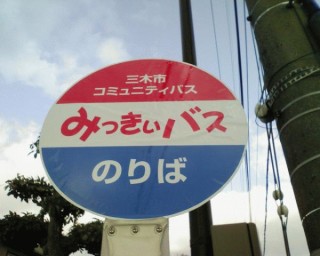 三木市
コミュニティバス
みっきぃバス
のりば